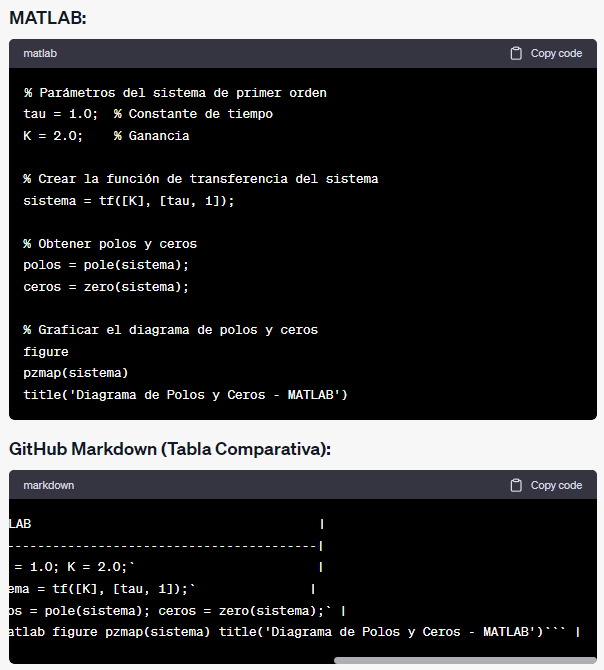 MATLAB:
matlab
Copy code
% Parámetros del sistema de primer orden
tau = 1.0;  % Constante de tiempo
K = 2.0;    % Ganancia
% Crear la función de transferencia del sistema
sistema = tf([K], [tau, 1]);
% Obtener polos y ceros
polos = pole(sistema);
ceros = zero(sistema);
% Graficar el diagrama de polos y ceros
figure
pzmap(sistema)
title('Diagrama de Polos y Ceros - MATLAB')
GitHub Markdown (Tabla Comparativa):
markdown
Copy code
LAB                                      |
-----------------------------------------|
 = 1.0; K = 2.0;`                        |
ema = tf([K], [tau, 1]);`               |
os = pole(sistema); ceros = zero(sistema);` |
atlab figure pzmap(sistema) title('Diagrama de Polos y Ceros - MATLAB')``` |